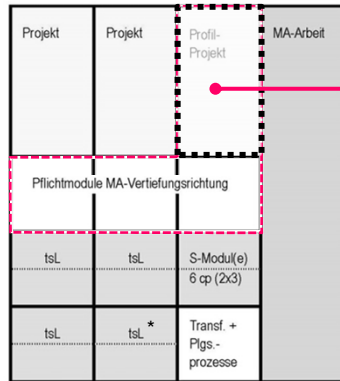 Projekt
Projekt
Profil-
Projekt
MA-Arbeit
Pflichtmodule MA-Vertiefungsrichtung
tsL
tsL
S-Modul(e)
6 cp (2x3)
tsL
tsL*
Transf. +
Plgs.-
prozesse